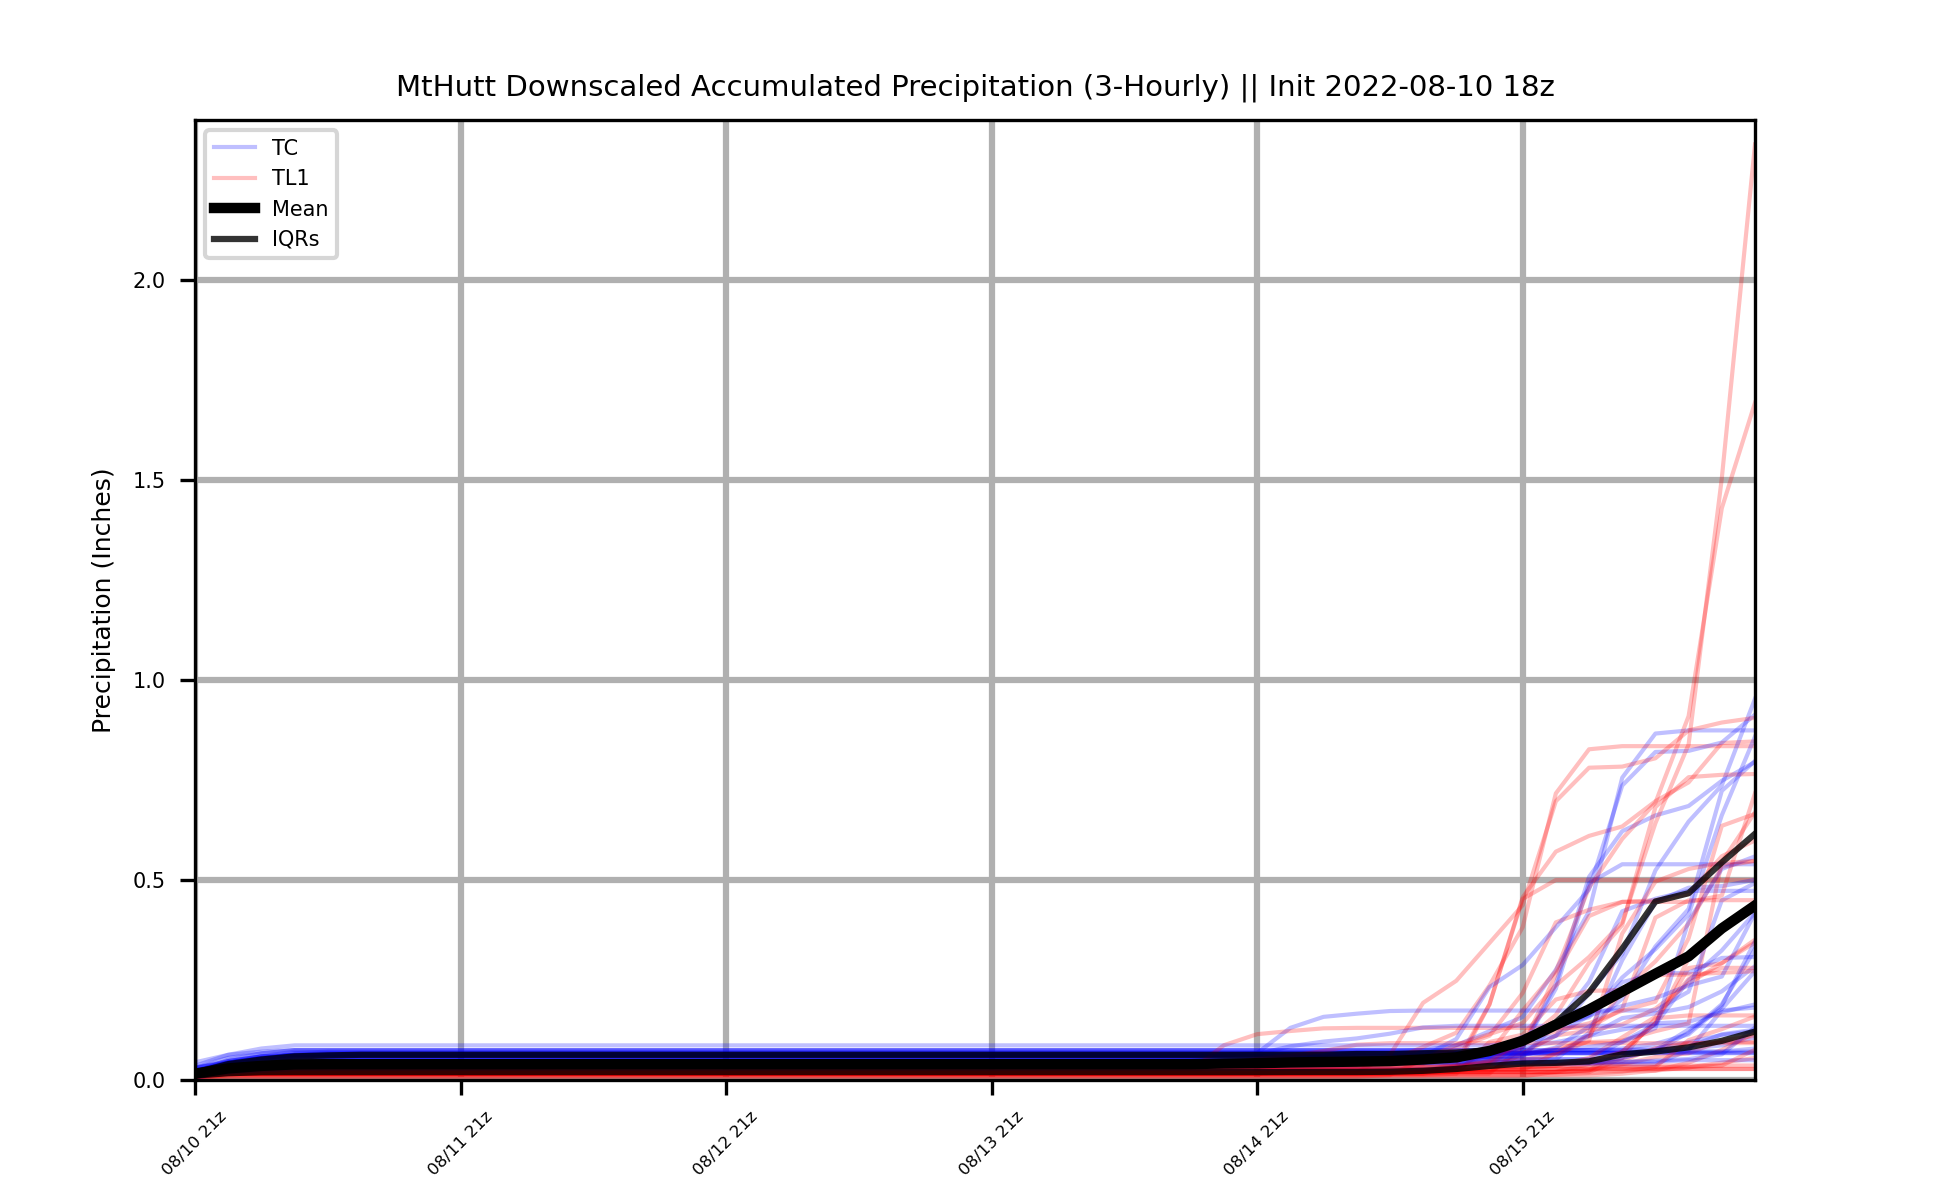 MtHutt Downscaled Accumulated Precipitation (3-Hourly) || Init 2022-08-10 18z
TC
TL1
Mean
IQRs
Precipitation (Inches)
2.0
1.5
1.0
0.5
0.0
08/10 21z
08/11 21z
08/12 21z
08/13 21z
08/14 21z
08/15 21z